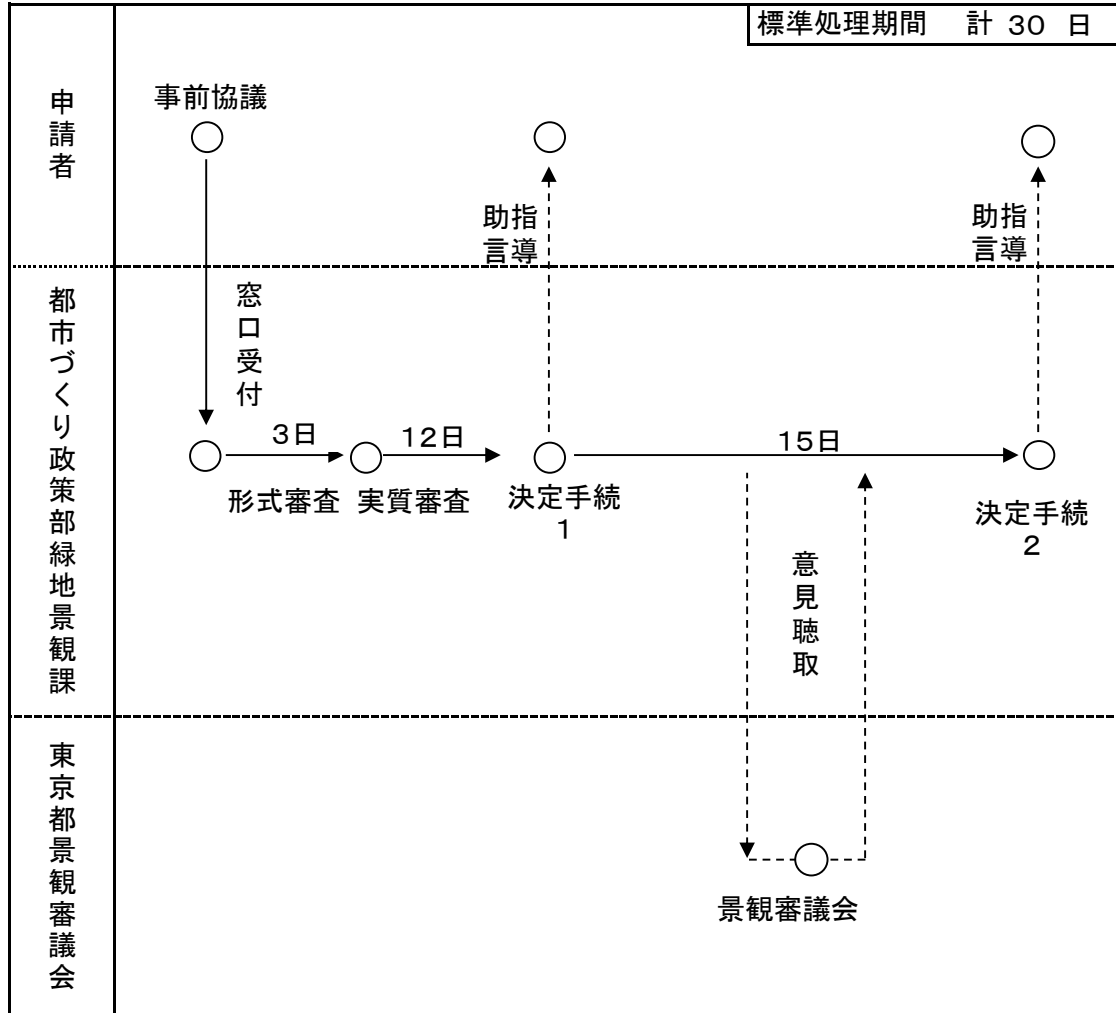 標準処理期間 計 30 日
申請者
事前協議
指導
助言
指導
助言
都市づくり政策部緑地景観課
窓口受付
3日
12日
15日
形式審査
実質審査
決定手続
1
決定手続
2
意見聴取
東京都景観審議会
景観審議会